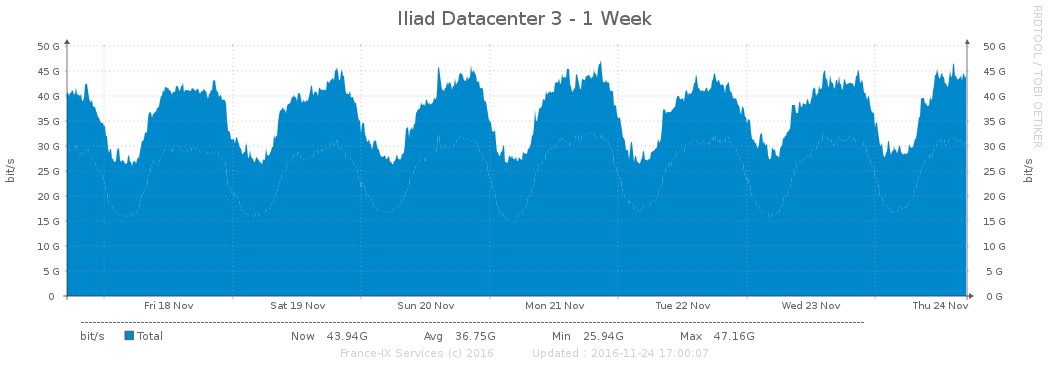 Iliad Datacenter 3 - 1 Week
RRDTOOL / TOBI OETIKER
50 G 50 G
45 G 45 G
40 G 40 G
35 G 35 G
30 G 30 G
25 G 25 G
20 G 20 G
15 G 15 G
10 G 10 G
5 G 5 G
0 0 G
bit/s bit/s
Fri 18 Nov Sat 19 Nov Sun 20 Nov Mon 21 Nov Tue 22 Nov Wed 23 Nov Thu 24 Nov
bit/s Total Now 43.94G Avg 36.75G Min 25.94G Max 47.16G
France-IX Services (c) 2016 Updated : 2016-11-24 17:00:07